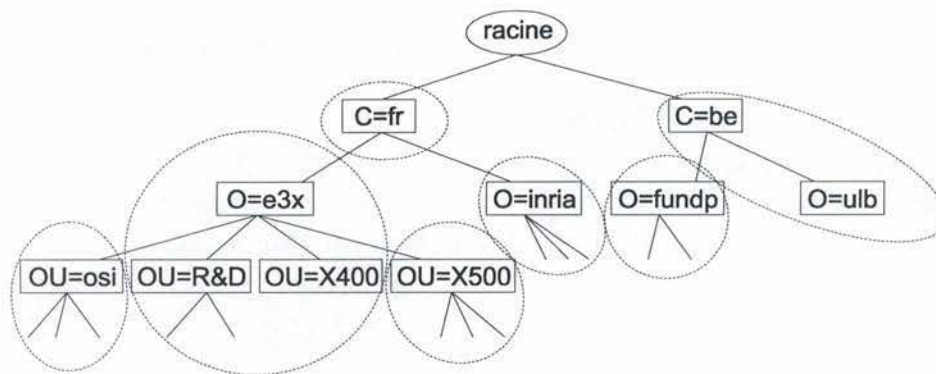 racine
C=fr C=be
O=e3x O=inria O=fundp O=ulb
OU=osi OU=R&D OU=X400 OU=X500